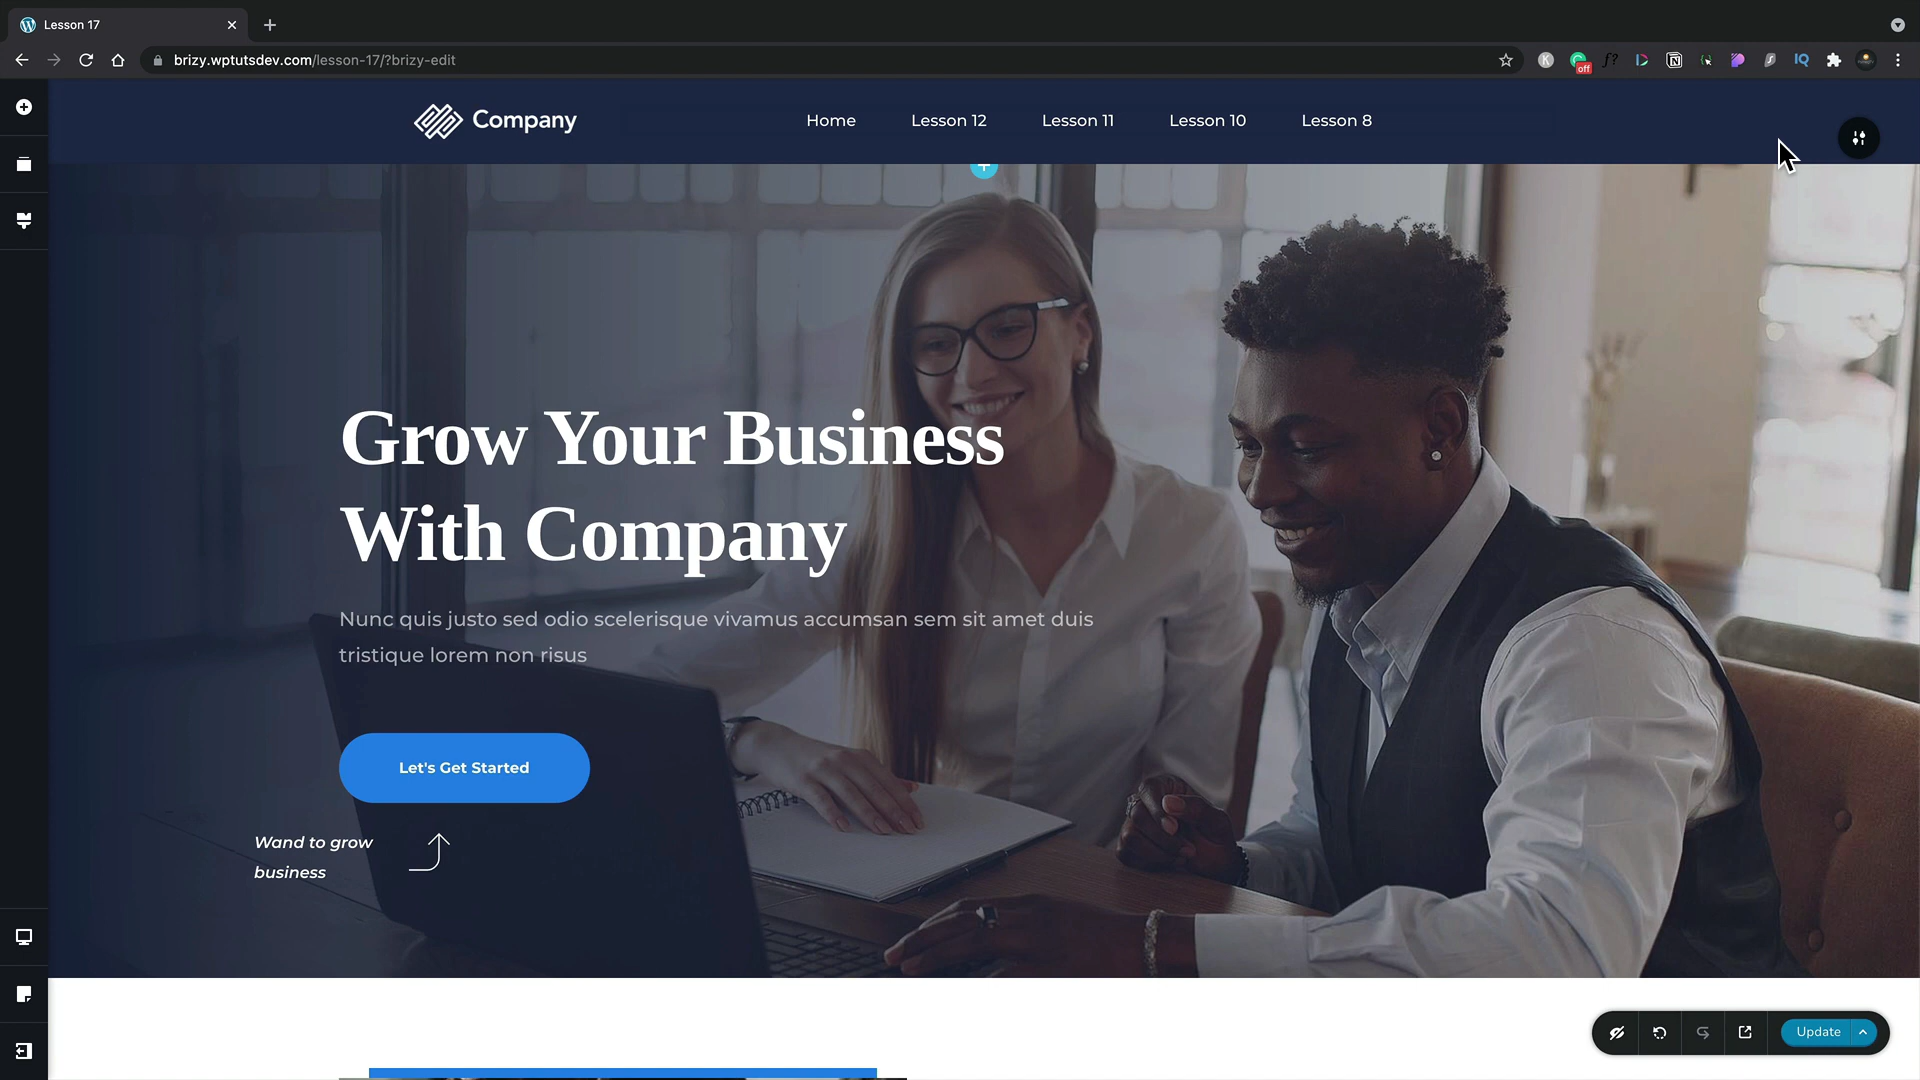 Lesson 17
brizy.wptutsdev.com/lesson-17/?brizy-edit
off
Company
Home
Lesson 12
Lesson 11
Lesson 10
Lesson 8
Grow Your Business
With Company
Nunc quis justo sed odio scelerisque vivamus accumsan sem sit amet duis
tristique lorem non risus
Let's Get Started
Wand to grow
business
Update